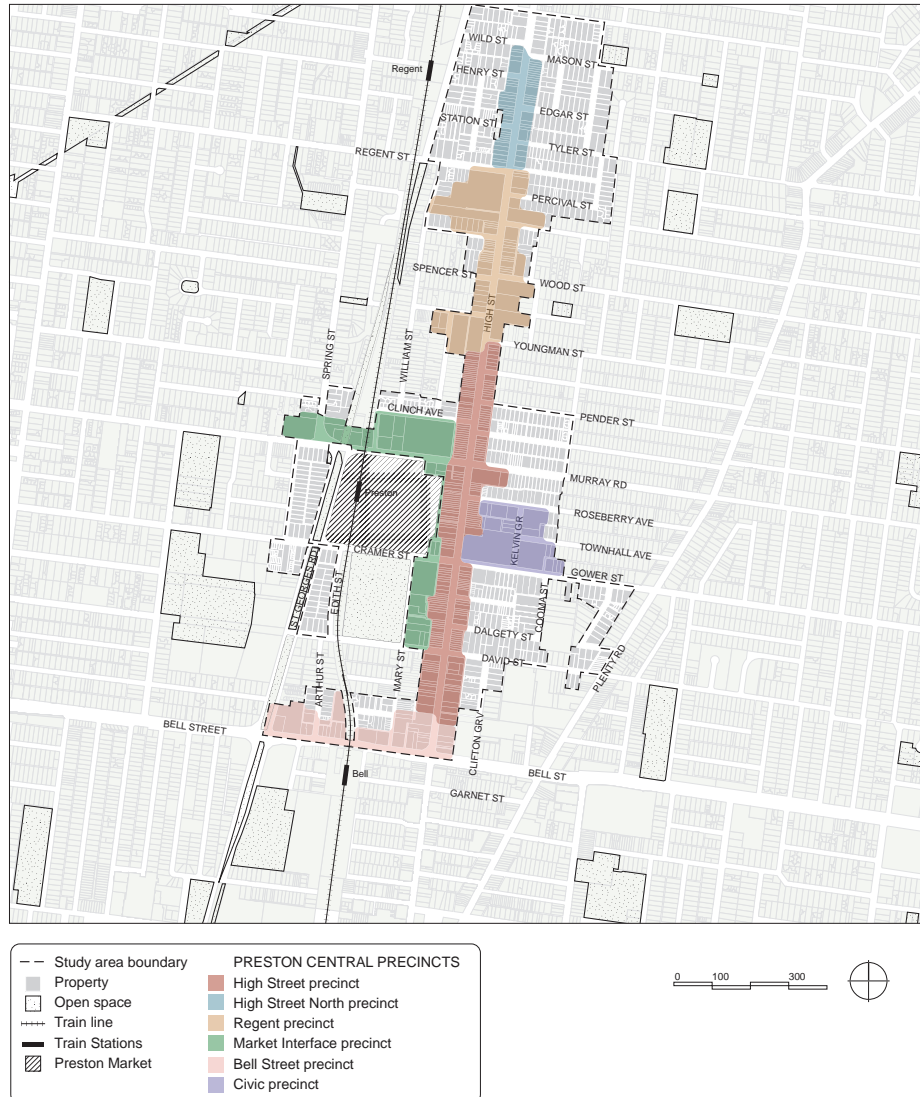 WILD ST
MASON ST
Regent
HENRY ST
EDGAR ST
STATION ST
TYLER ST
REGENT ST
PERCIVAL ST
SPENCER ST
WOOD ST
HIGH ST
SPRING ST
WILLIAM ST
YOUNGMAN ST
CLINCH AVE
PENDER ST
MURRAY RD
Preston
ROSEBERRY AVE
KELVIN GR
TOWNHALL AVE
CRAMER ST
GOWER ST
ST GEORGES RD
EDITH ST
COOMA ST
DALGETY ST
DAVID ST
MARY ST
ARTHUR ST
PLENTY RD
BELL STREET
CLIFTON GRV
Bell
BELL ST
GARNET ST
Study area boundary
Property
Open space
Train line
Train Stations
Preston Market
PRESTON CENTRAL PRECINCTS
High Street precinct
High Street North precinct
Regent precinct
Market Interface precinct
Bell Street precinct
Civic precinct
0 100 300